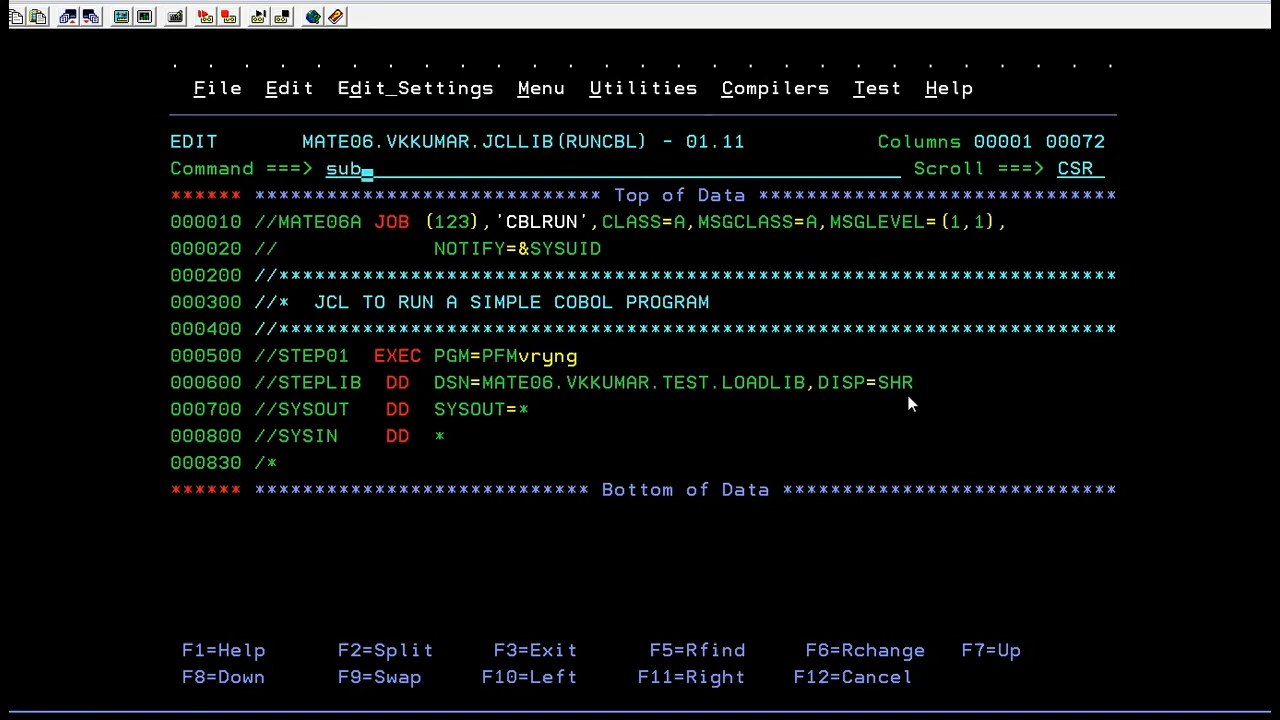 File Edit Edit_Settings Menu Utilities Compilers Test Help
EDIT MATE06.VKKUMAR.JCLLIB(RUNCBL) - 01.11 Columns 00001 00072
Command ===> sub Scroll ===> CSR
****** ***************************** Top of Data ******************************
000010 //MATE06A JOB (123),'CBLRUN',CLASS=A,MSGCLASS=A,MSGLEVEL=(1,1),
000020 // NOTIFY=&SYSUID
000200 //**********************************************************************
000300 //* JCL TO RUN A SIMPLE COBOL PROGRAM
000400 //**********************************************************************
000500 //STEP01 EXEC PGM=PFMvryng
000600 //STEPLIB DD DSN=MATE06.VKKUMAR.TEST.LOADLIB,DISP=SHR
000700 //SYSOUT DD SYSOUT=*
000800 //SYSIN DD *
000830 /*
****** **************************** Bottom of Data ****************************
F1=Help F2=Split F3=Exit F5=Rfind F6=Rchange F7=Up
F8=Down F9=Swap F10=Left F11=Right F12=Cancel